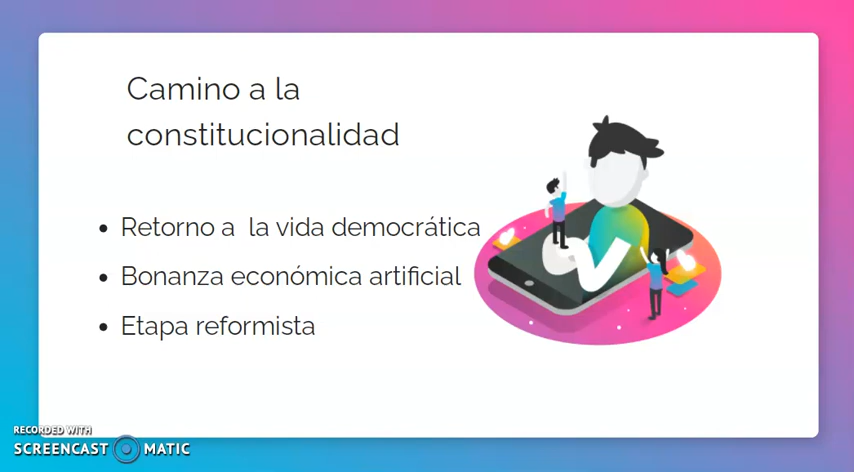 Camino a la
constitucionalidad
• Retorno a  la vida democrática
• Bonanza económica artificial
• Etapa reformista
RECORDED WITH
SCREENCAST MATIC